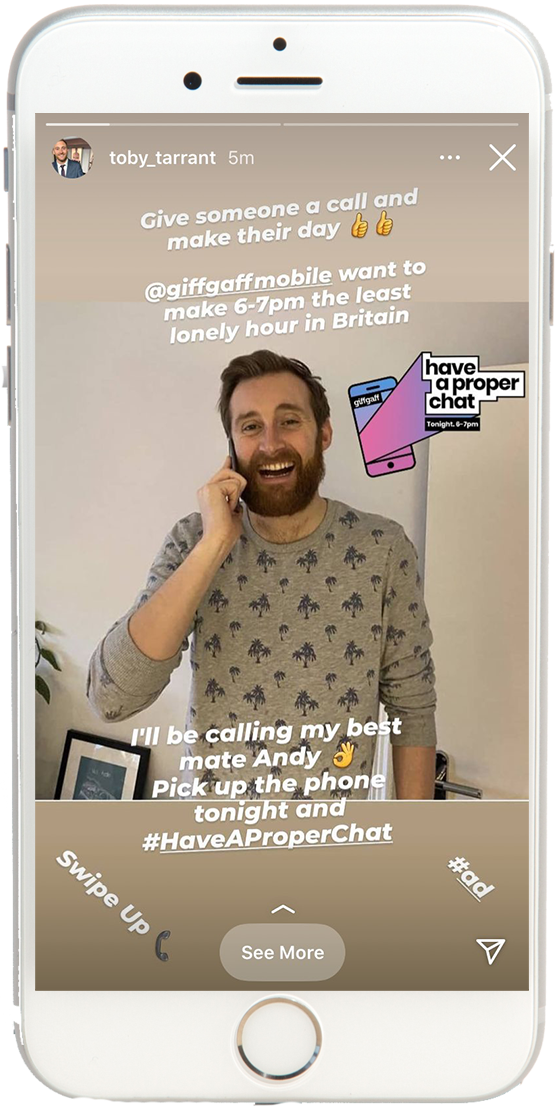 toby_tarrant 5m
Give someone a call and
make their day 👍👍
@giffgaffmobile want to
make 6-7pm the least
lonely hour in Britain
giffgaff
have
a proper
chat
Tonight. 6-7pm
I'll be calling my best
mate Andy 👌
Pick up the phone
tonight and
#HaveAProperChat
Swipe Up
#ad
See More